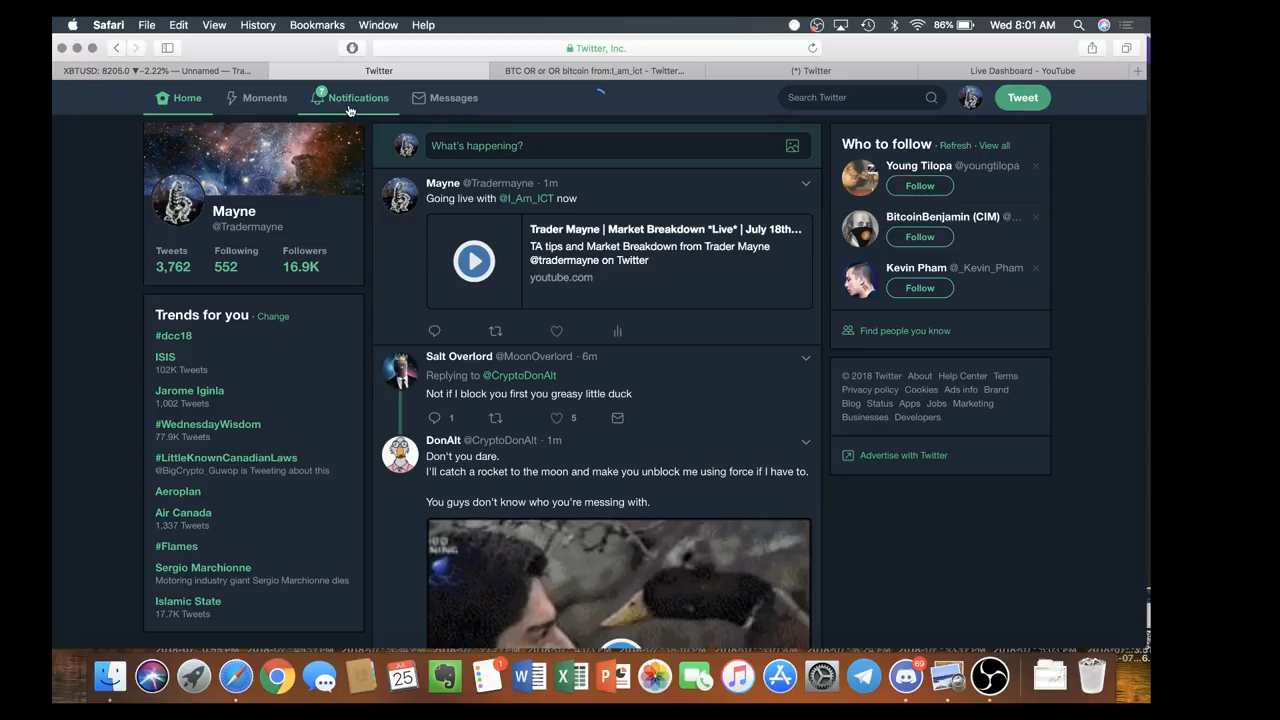 Safari File Edit View History Bookmarks Window Help
86% Wed 8:01 AM
Twitter, Inc.
XBTUSD: 8205.0 ▼-2.22% — Unnamed — Tra...
Twitter
BTC OR or OR bitcoin from:I_am_ict - Twitter...
(*) Twitter
Live Dashboard - YouTube
Home
Moments
7
Notifications
Messages
Search Twitter
Tweet
Mayne
@Tradermayne
Tweets Following Followers
3,762 552 16.9K
Trends for you · Change
#dcc18
ISIS
102K Tweets
Jarome Iginla
1,002 Tweets
#WednesdayWisdom
77.9K Tweets
#LittleKnownCanadianLaws
@BigCrypto_Guwop is Tweeting about this
Aeroplan
Air Canada
1,337 Tweets
#Flames
Sergio Marchionne
Motoring industry giant Sergio Marchionne dies
Islamic State
17.7K Tweets
What's happening?
Mayne @Tradermayne · 1m
Going live with @I_Am_ICT now
Trader Mayne | Market Breakdown *Live* | July 18th...
TA tips and Market Breakdown from Trader Mayne
@tradermayne on Twitter
youtube.com
Salt Overlord @MoonOverlord · 6m
Replying to @CryptoDonAlt
Not if I block you first you greasy little duck
1 5
DonAlt @CryptoDonAlt · 1m
Don't you dare.
I'll catch a rocket to the moon and make you unblock me using force if I have to.
You guys don't know who you're messing with.
Who to follow · Refresh · View all
Young Tilopa @youngtilopa
Follow
BitcoinBenjamin (CIM) @...
Follow
Kevin Pham @_Kevin_Pham
Follow
Find people you know
© 2018 Twitter About Help Center Terms
Privacy policy Cookies Ads info Brand
Blog Status Apps Jobs Marketing
Businesses Developers
Advertise with Twitter
JUL
25
1
69